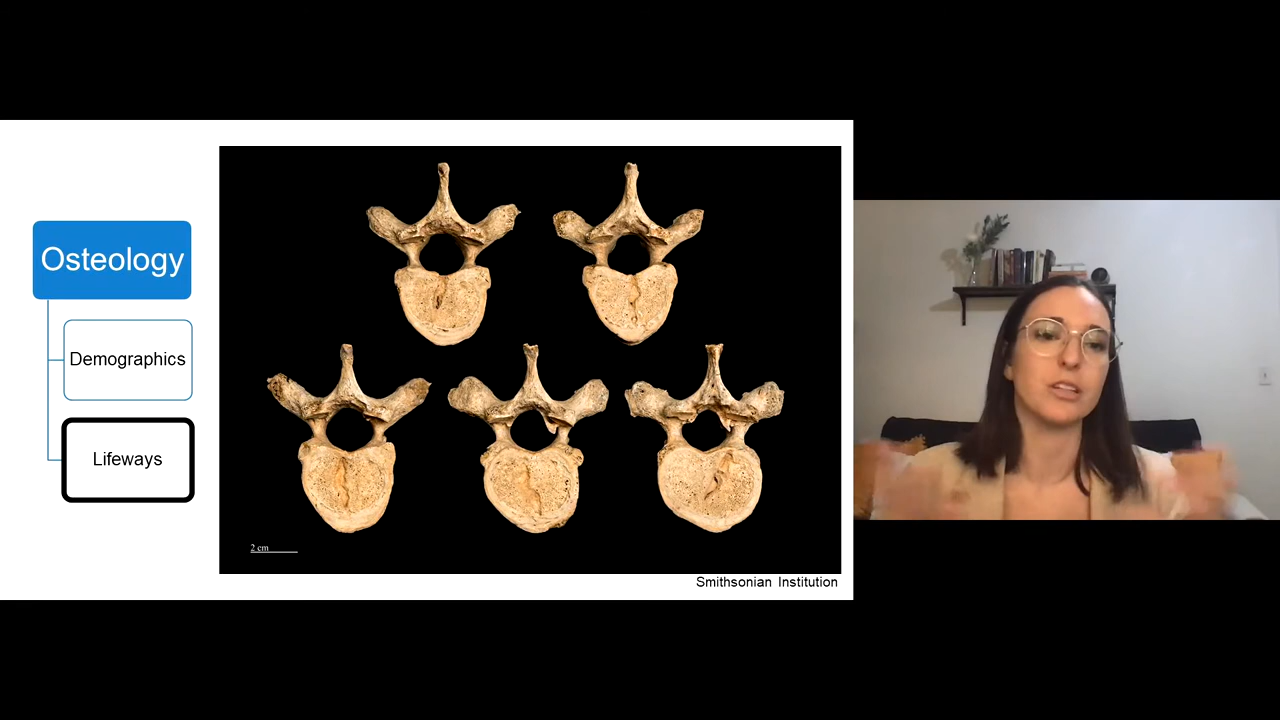 Osteology
Demographics
Lifeways
2 cm
Smithsonian Institution